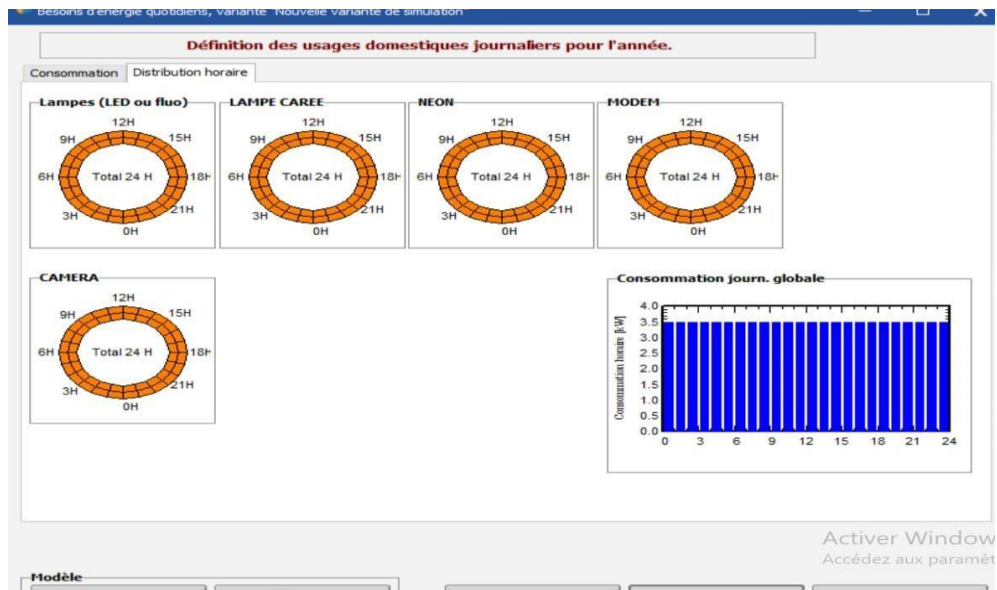 Besoins d'énergie quotidiens, Variante "Nouvelle variante de simulation"
Définition des usages domestiques journaliers pour l'année.
Consommation Distribution horaire
Lampes (LED ou fluo) LAMPE CAREE NEON MODEM
12H 12H 12H 12H
9H 15H 9H 15H 9H 15H 9H 15H
6H Total 24 H 18H 6H Total 24 H 18H 6H Total 24 H 18H 6H Total 24 H 18H
3H 21H 3H 21H 3H 21H 3H 21H
0H 0H 0H 0H
CAMERA
12H
9H 15H
6H Total 24 H 18H
3H 21H
0H
Consommation journ. globale
Consommation horaire [kW]
4.0
3.5
3.0
2.5
2.0
1.5
1.0
0.5
0.0
0 3 6 9 12 15 18 21 24
Activer Window
Accédez aux paramèt
Modèle